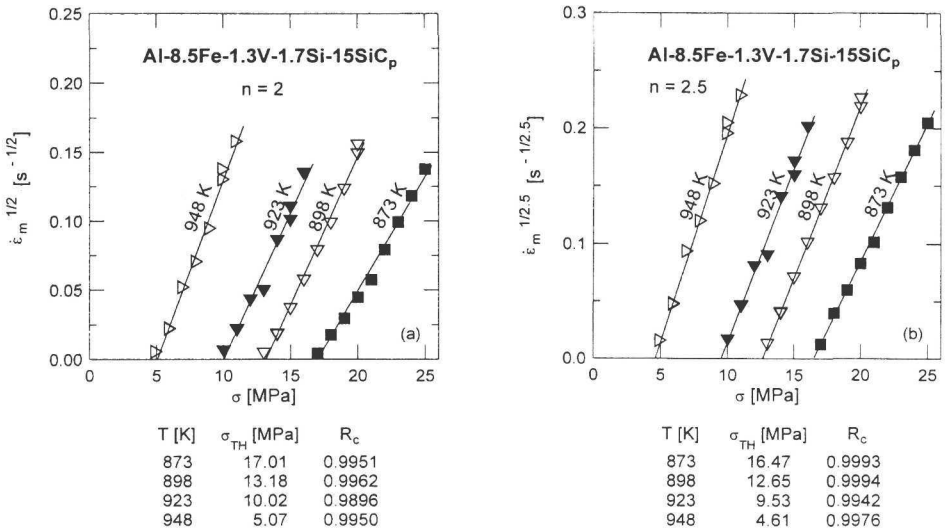 Al-8.5Fe-1.3V-1.7Si-15SiCp
n = 2
ε̇m 1/2 [s -1/2]
0.25
0.20
0.15
0.10
0.05
0.00
948 K
923 K
898 K
873 K
(a)
0 5 10 15 20 25
σ [MPa]
T [K] σTH [MPa] Rc
873 17.01 0.9951
898 13.18 0.9962
923 10.02 0.9896
948 5.07 0.9950
Al-8.5Fe-1.3V-1.7Si-15SiCp
n = 2.5
ε̇m 1/2.5 [s -1/2.5]
0.3
0.2
0.1
0.0
948 K
923 K
898 K
873 K
(b)
0 5 10 15 20 25
σ [MPa]
T [K] σTH [MPa] Rc
873 16.47 0.9993
898 12.65 0.9994
923 9.53 0.9942
948 4.61 0.9976